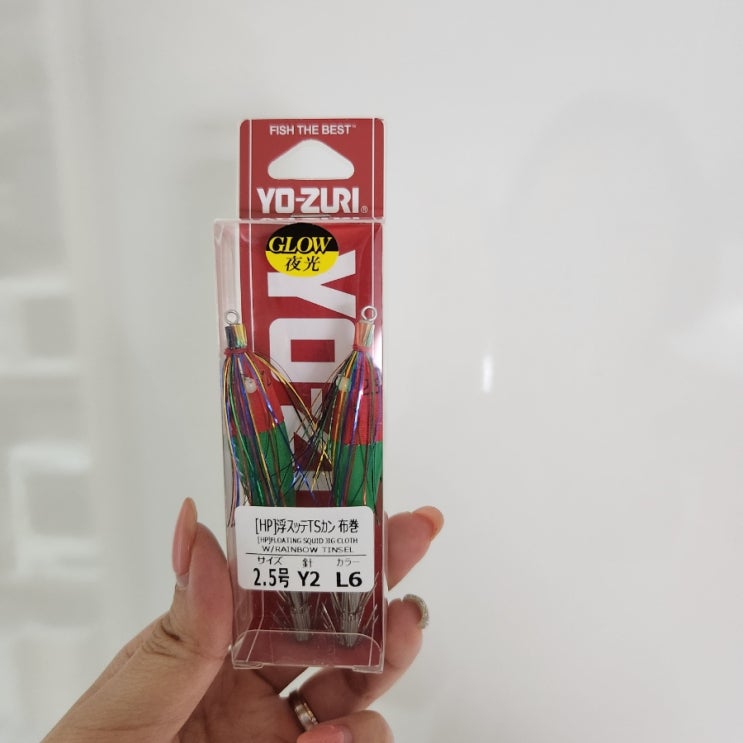 FISH THE BEST™
YO-ZURI®
GLOW
夜光
YO-ZURI
[HP]浮スッテTSカン 布巻
[HP]FLOATING SQUID JIG CLOTH
W/RAINBOW TINSEL
サイズ 針 カラー
2.5号 Y2 L6